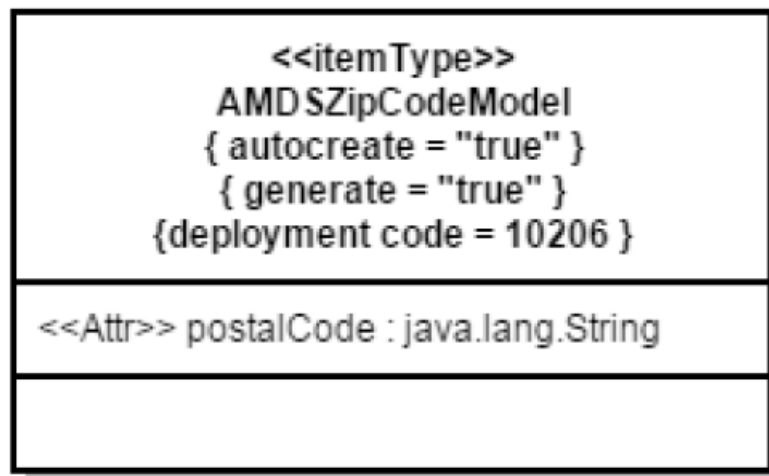 <<itemType>>
AMDSZipCodeModel
{ autocreate = "true" }
{ generate = "true" }
{deployment code = 10206 }
<<Attr>> postalCode : java.lang.String